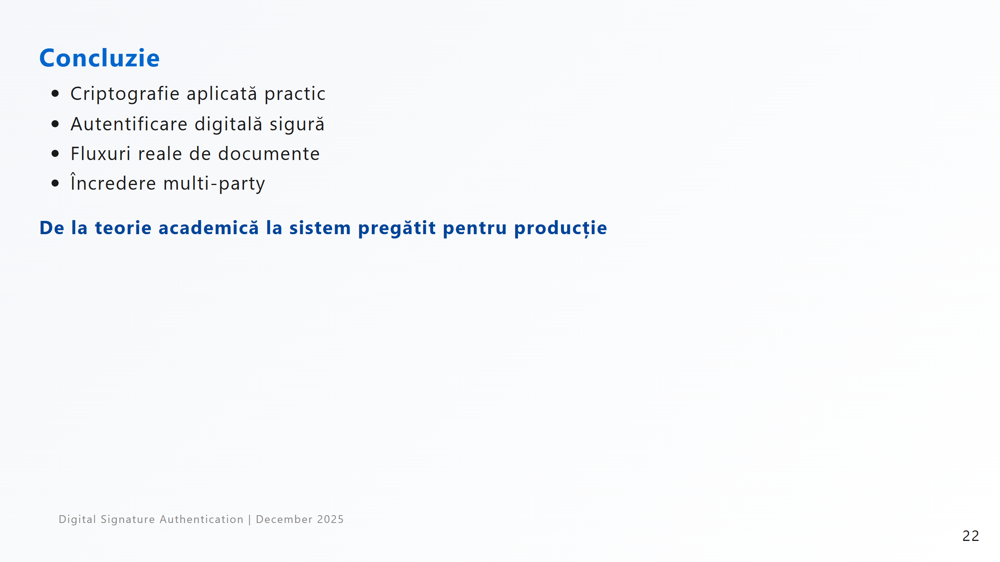 Concluzie
• Criptografie aplicată practic
• Autentificare digitală sigură
• Fluxuri reale de documente
• Încredere multi-party
De la teorie academică la sistem pregătit pentru producție
Digital Signature Authentication | December 2025
22